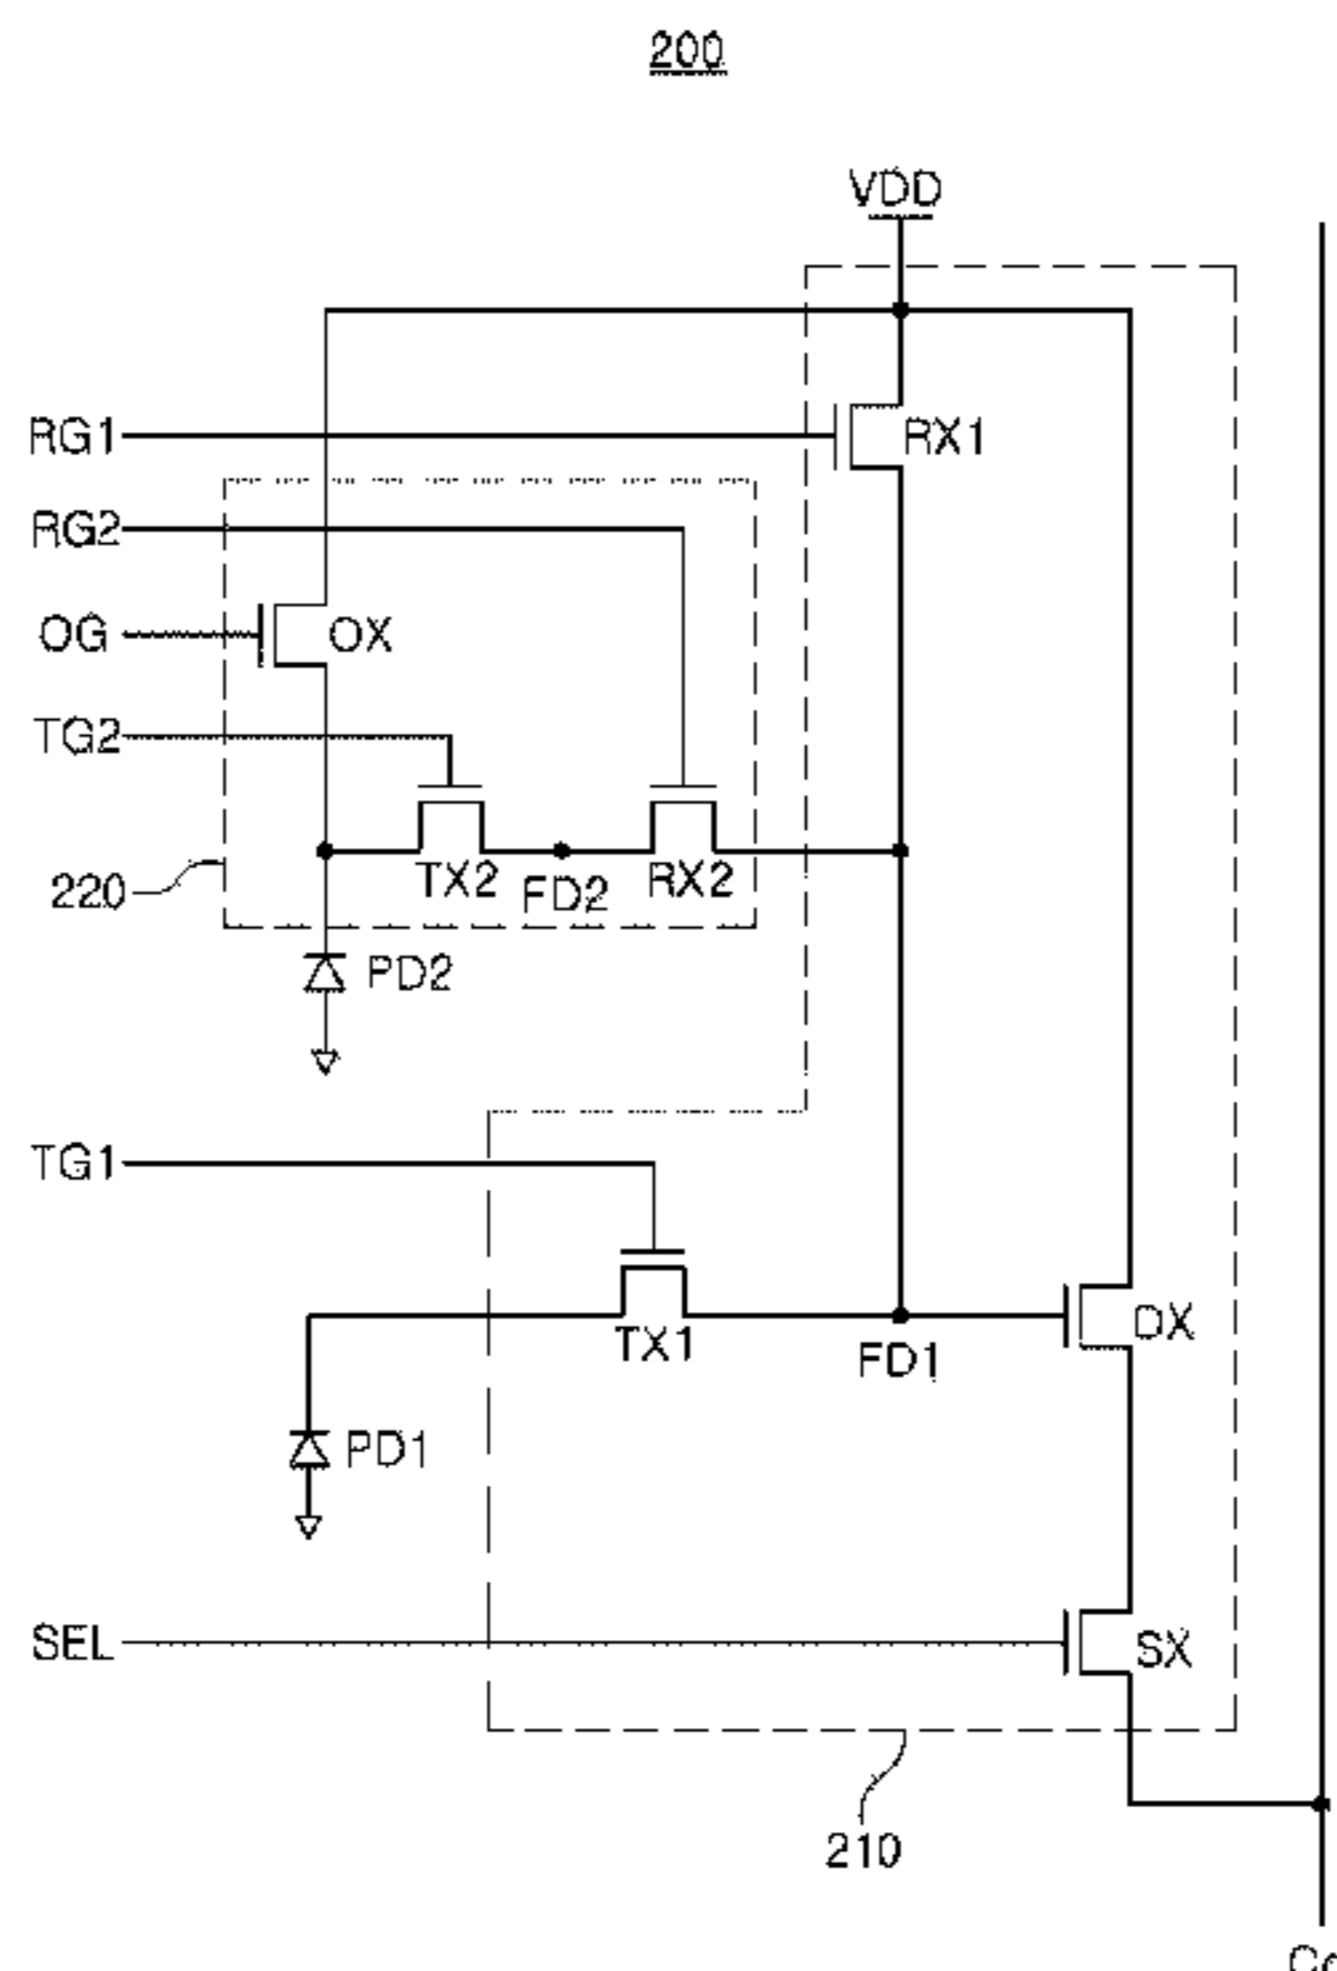 200
VDD
RG1
RX1
RG2
OG
OX
TG2
TX2
FD2
RX2
220
PD2
TG1
TX1
FD1
DX
PD1
SEL
SX
210